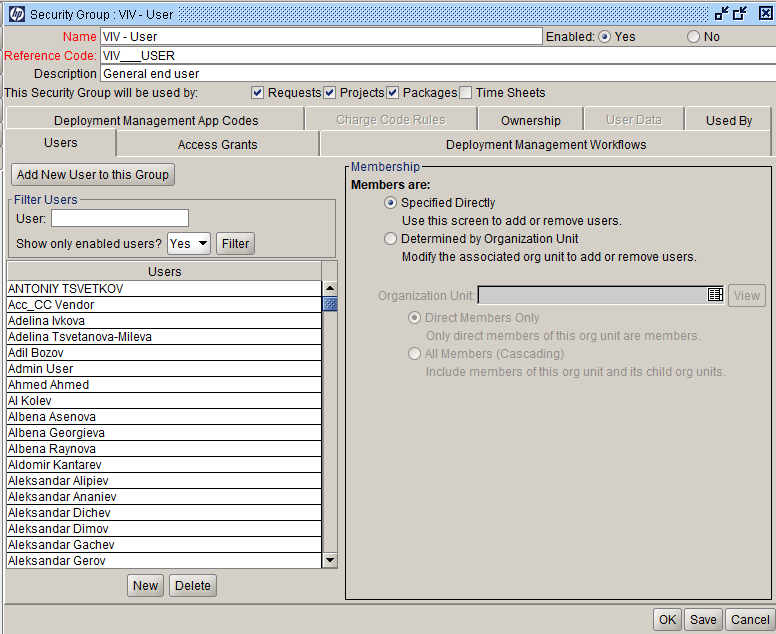 hp Security Group : VIV - User
Name VIV - User Enabled: Yes No
Reference Code: VIV___USER
Description General end user
This Security Group will be used by: Requests Projects Packages Time Sheets
Deployment Management App Codes Charge Code Rules Ownership User Data Used By
Users Access Grants Deployment Management Workflows
Add New User to this Group
Filter Users
User:
Show only enabled users? Yes Filter
Users
ANTONIY TSVETKOV
Acc_CC Vendor
Adelina Ivkova
Adelina Tsvetanova-Mileva
Adil Bozov
Admin User
Ahmed Ahmed
Al Kolev
Albena Asenova
Albena Georgieva
Albena Raynova
Aldomir Kantarev
Aleksandar Alipiev
Aleksandar Ananiev
Aleksandar Dichev
Aleksandar Dimov
Aleksandar Gachev
Aleksandar Gerov
New Delete
Membership
Members are:
Specified Directly
Use this screen to add or remove users.
Determined by Organization Unit
Modify the associated org unit to add or remove users.
Organization Unit: View
Direct Members Only
Only direct members of this org unit are members.
All Members (Cascading)
Include members of this org unit and its child org units.
OK Save Cancel